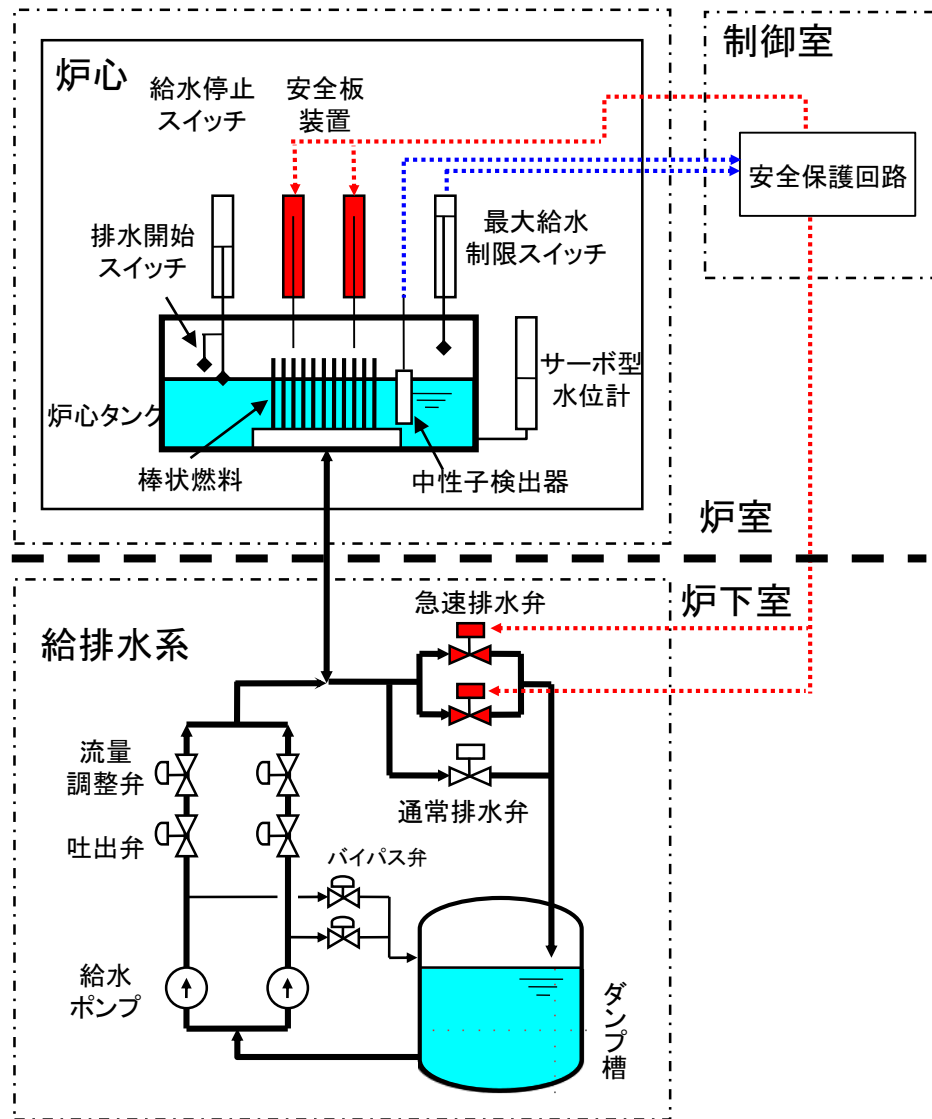 制御室
炉心
給水停止
スイッチ
安全板
装置
安全保護回路
排水開始
スイッチ
最大給水
制限スイッチ
サーボ型
水位計
炉心タンク
棒状燃料
中性子検出器
炉室
炉下室
急速排水弁
給排水系
流量
調整弁
通常排水弁
吐出弁
バイパス弁
給水
ポンプ
ダンプ槽